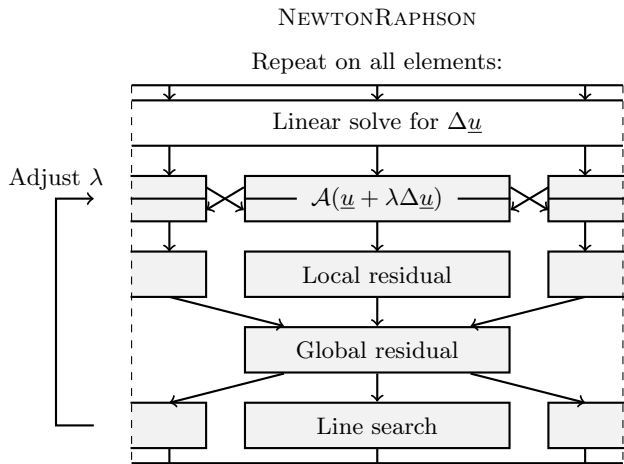 NEWTONRAPHSON
Repeat on all elements:
Linear solve for Δu̲
Adjust λ
𝒜(u̲ + λΔu̲)
Local residual
Global residual
Line search